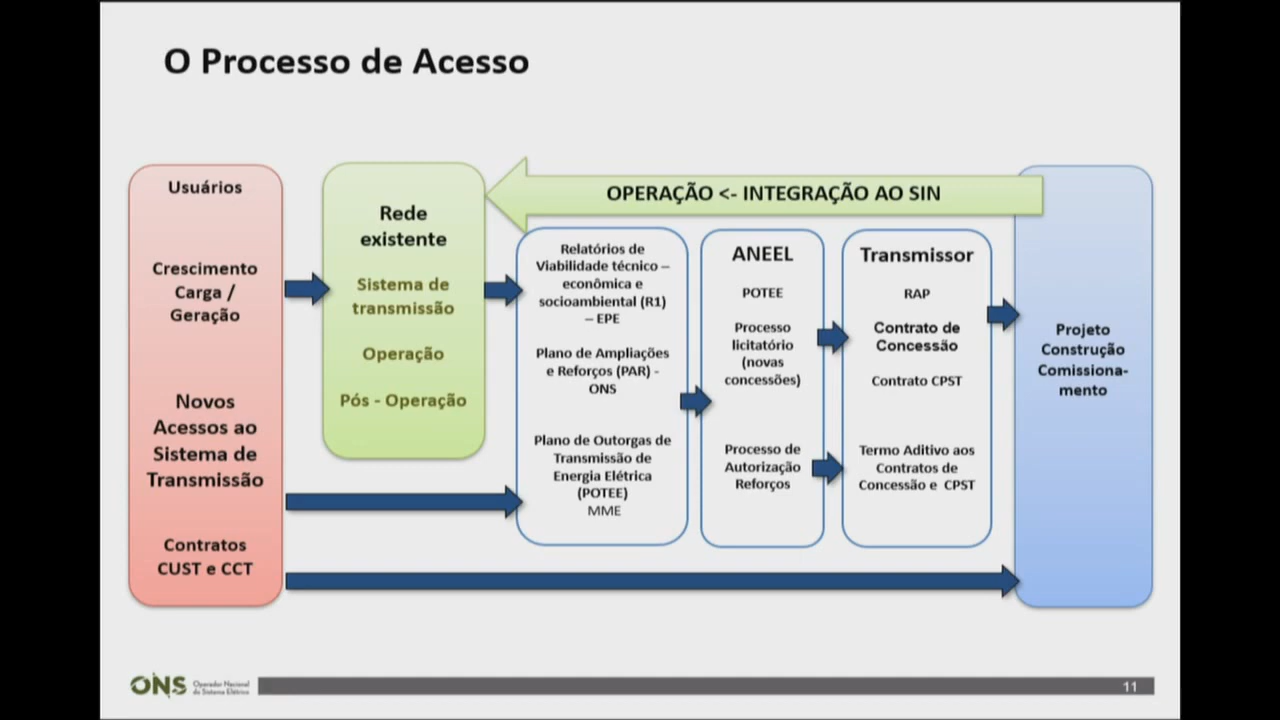 O Processo de Acesso
Usuários
Crescimento
Carga /
Geração
Novos
Acessos ao
Sistema de
Transmissão
Contratos
CUST e CCT
Rede
existente
Sistema de
transmissão
Operação
Pós - Operação
OPERAÇÃO <- INTEGRAÇÃO AO SIN
Relatórios de
Viabilidade técnico –
econômica e
socioambiental (R1)
– EPE
Plano de Ampliações
e Reforços (PAR) -
ONS
Plano de Outorgas de
Transmissão de
Energia Elétrica
(POTEE)
MME
ANEEL
POTEE
Processo
licitatório
(novas
concessões)
Processo de
Autorização
Reforços
Transmissor
RAP
Contrato de
Concessão
Contrato CPST
Termo Aditivo aos
Contratos de
Concessão e CPST
Projeto
Construção
Comissiona-
mento
ONS
Operador Nacional
do Sistema Elétrico
11